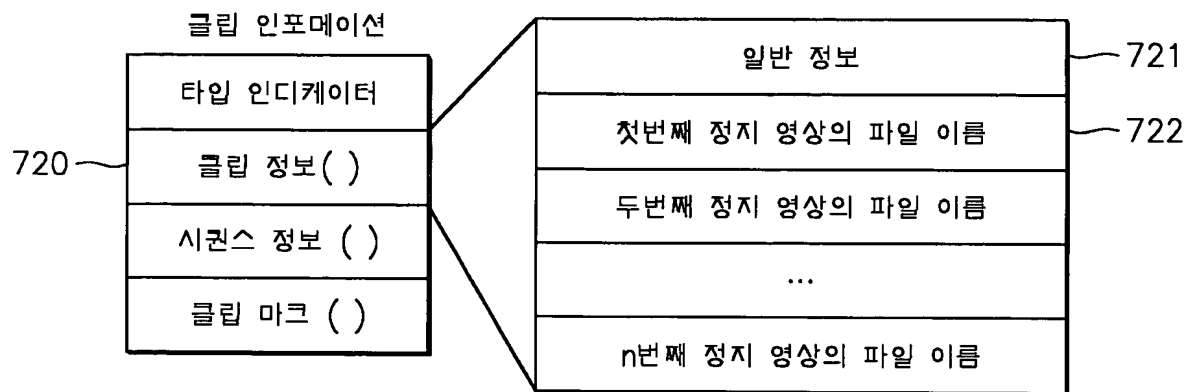 클립 인포메이션
타입 인디케이터
720
클립 정보( )
시퀀스 정보 ( )
클립 마크 ( )
일반 정보
721
첫번째 정지 영상의 파일 이름
722
두번째 정지 영상의 파일 이름
...
n번째 정지 영상의 파일 이름